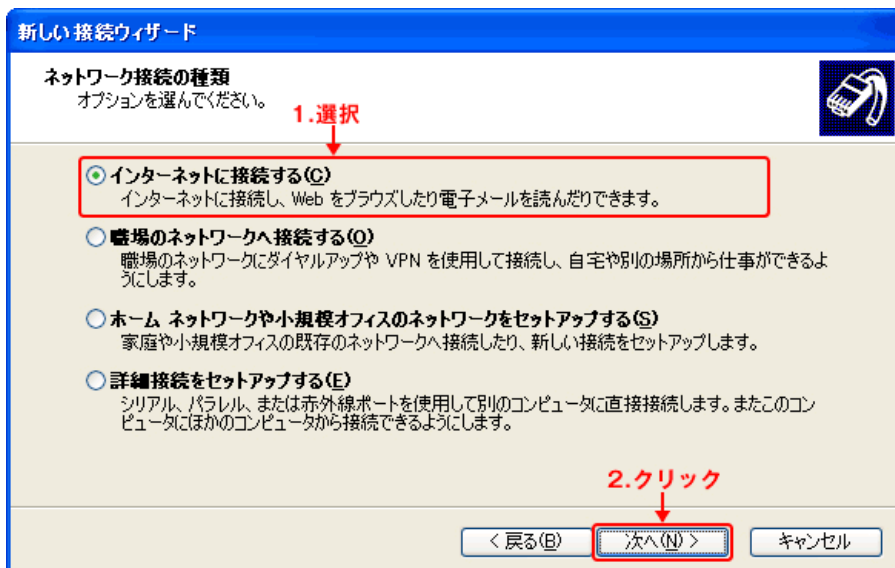 新しい接続ウィザード
ネットワーク接続の種類
オプションを選んでください。
1.選択
インターネットに接続する(C)
インターネットに接続し、Web をブラウズしたり電子メールを読んだりできます。
職場のネットワークへ接続する(O)
職場のネットワークにダイヤルアップや VPN を使用して接続し、自宅や別の場所から仕事ができるよ
うにします。
ホーム ネットワークや小規模オフィスのネットワークをセットアップする(S)
家庭や小規模オフィスの既存のネットワークへ接続したり、新しい接続をセットアップします。
詳細接続をセットアップする(E)
シリアル、パラレル、または赤外線ポートを使用して別のコンピュータに直接接続します。またこのコン
ピュータにほかのコンピュータから接続できるようにします。
2.クリック
< 戻る(B)
次へ(N) >
キャンセル